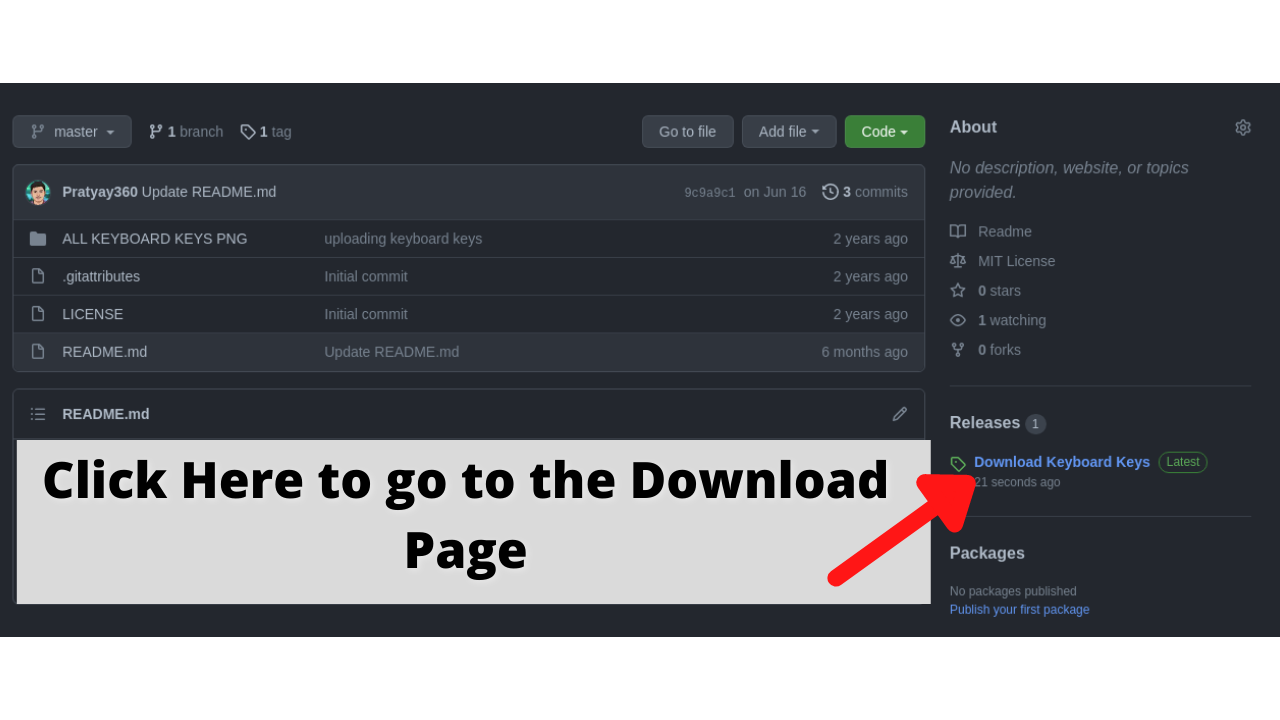 master 1 branch 1 tag Go to file Add file Code
Pratyay360 Update README.md 9c9a9c1 on Jun 16 3 commits
ALL KEYBOARD KEYS PNG uploading keyboard keys 2 years ago
.gitattributes Initial commit 2 years ago
LICENSE Initial commit 2 years ago
README.md Update README.md 6 months ago
README.md
Click Here to go to the Download
Page
About
No description, website, or topics
provided.
Readme
MIT License
0 stars
1 watching
0 forks
Releases 1
Download Keyboard Keys Latest
21 seconds ago
Packages
No packages published
Publish your first package